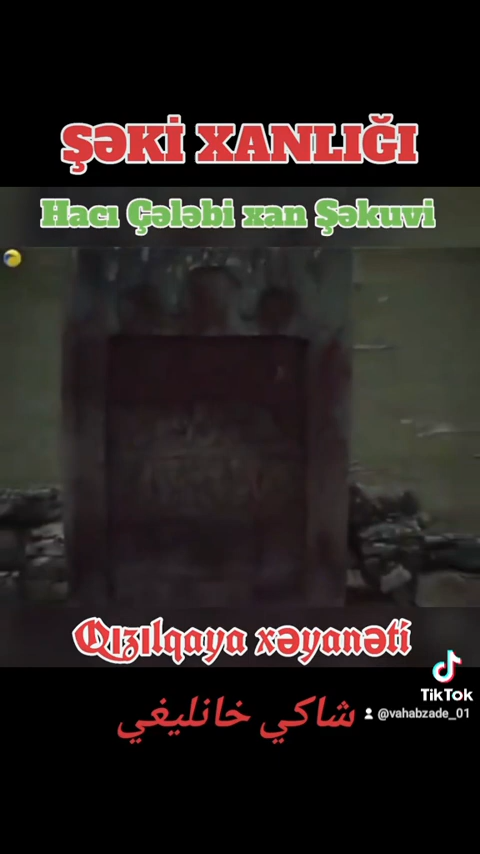 ŞƏKİ XANLIĞI
Hacı Çələbi xan Şəkuvi
Qızılqaya xəyanəti
TikTok
شاكي خانليغي
@vahabzade_01